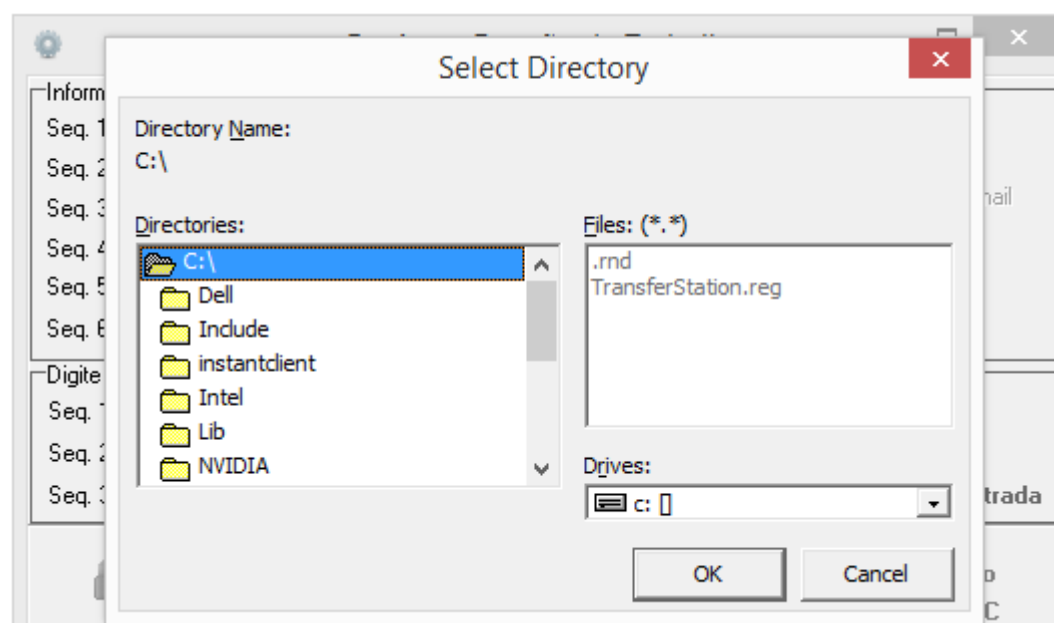 Select Directory
Inform
Seq. 1
Seq. 2
Seq. 3
Seq. 4
Seq. 5
Seq. 6
Digite
Seq.
Seq. 2
Seq. 3
Directory Name:
C:\
Directories:
C:\
Dell
Include
instantclient
Intel
Lib
NVIDIA
Files: (*.*)
.rnd
TransferStation.reg
Drives:
c: []
OK
Cancel
ail
trada
o
C